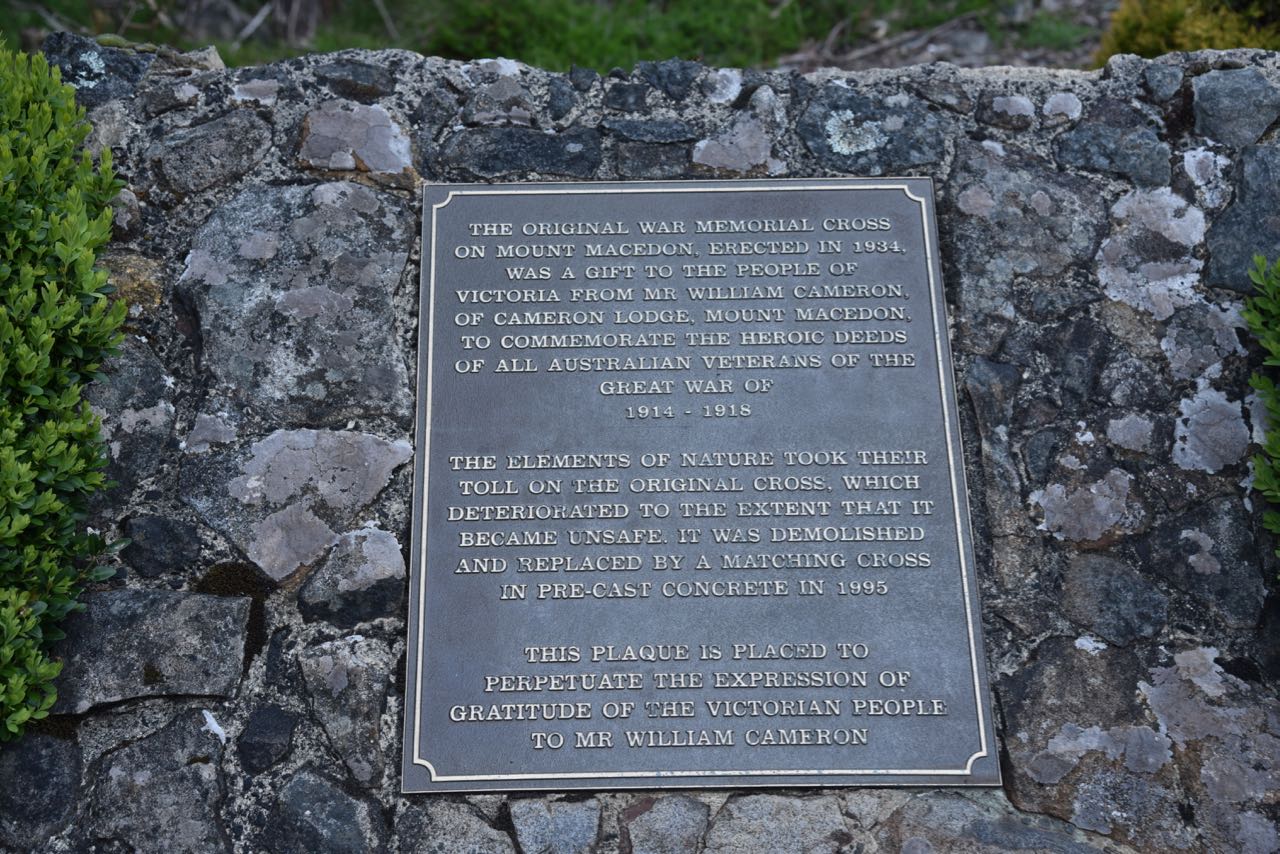 THE ORIGINAL WAR MEMORIAL CROSS
ON MOUNT MACEDON, ERECTED IN 1934,
WAS A GIFT TO THE PEOPLE OF
VICTORIA FROM MR WILLIAM CAMERON,
OF CAMERON LODGE, MOUNT MACEDON,
TO COMMEMORATE THE HEROIC DEEDS
OF ALL AUSTRALIAN VETERANS OF THE
GREAT WAR OF
1914 - 1918
THE ELEMENTS OF NATURE TOOK THEIR
TOLL ON THE ORIGINAL CROSS, WHICH
DETERIORATED TO THE EXTENT THAT IT
BECAME UNSAFE. IT WAS DEMOLISHED
AND REPLACED BY A MATCHING CROSS
IN PRE-CAST CONCRETE IN 1995
THIS PLAQUE IS PLACED TO
PERPETUATE THE EXPRESSION OF
GRATITUDE OF THE VICTORIAN PEOPLE
TO MR WILLIAM CAMERON